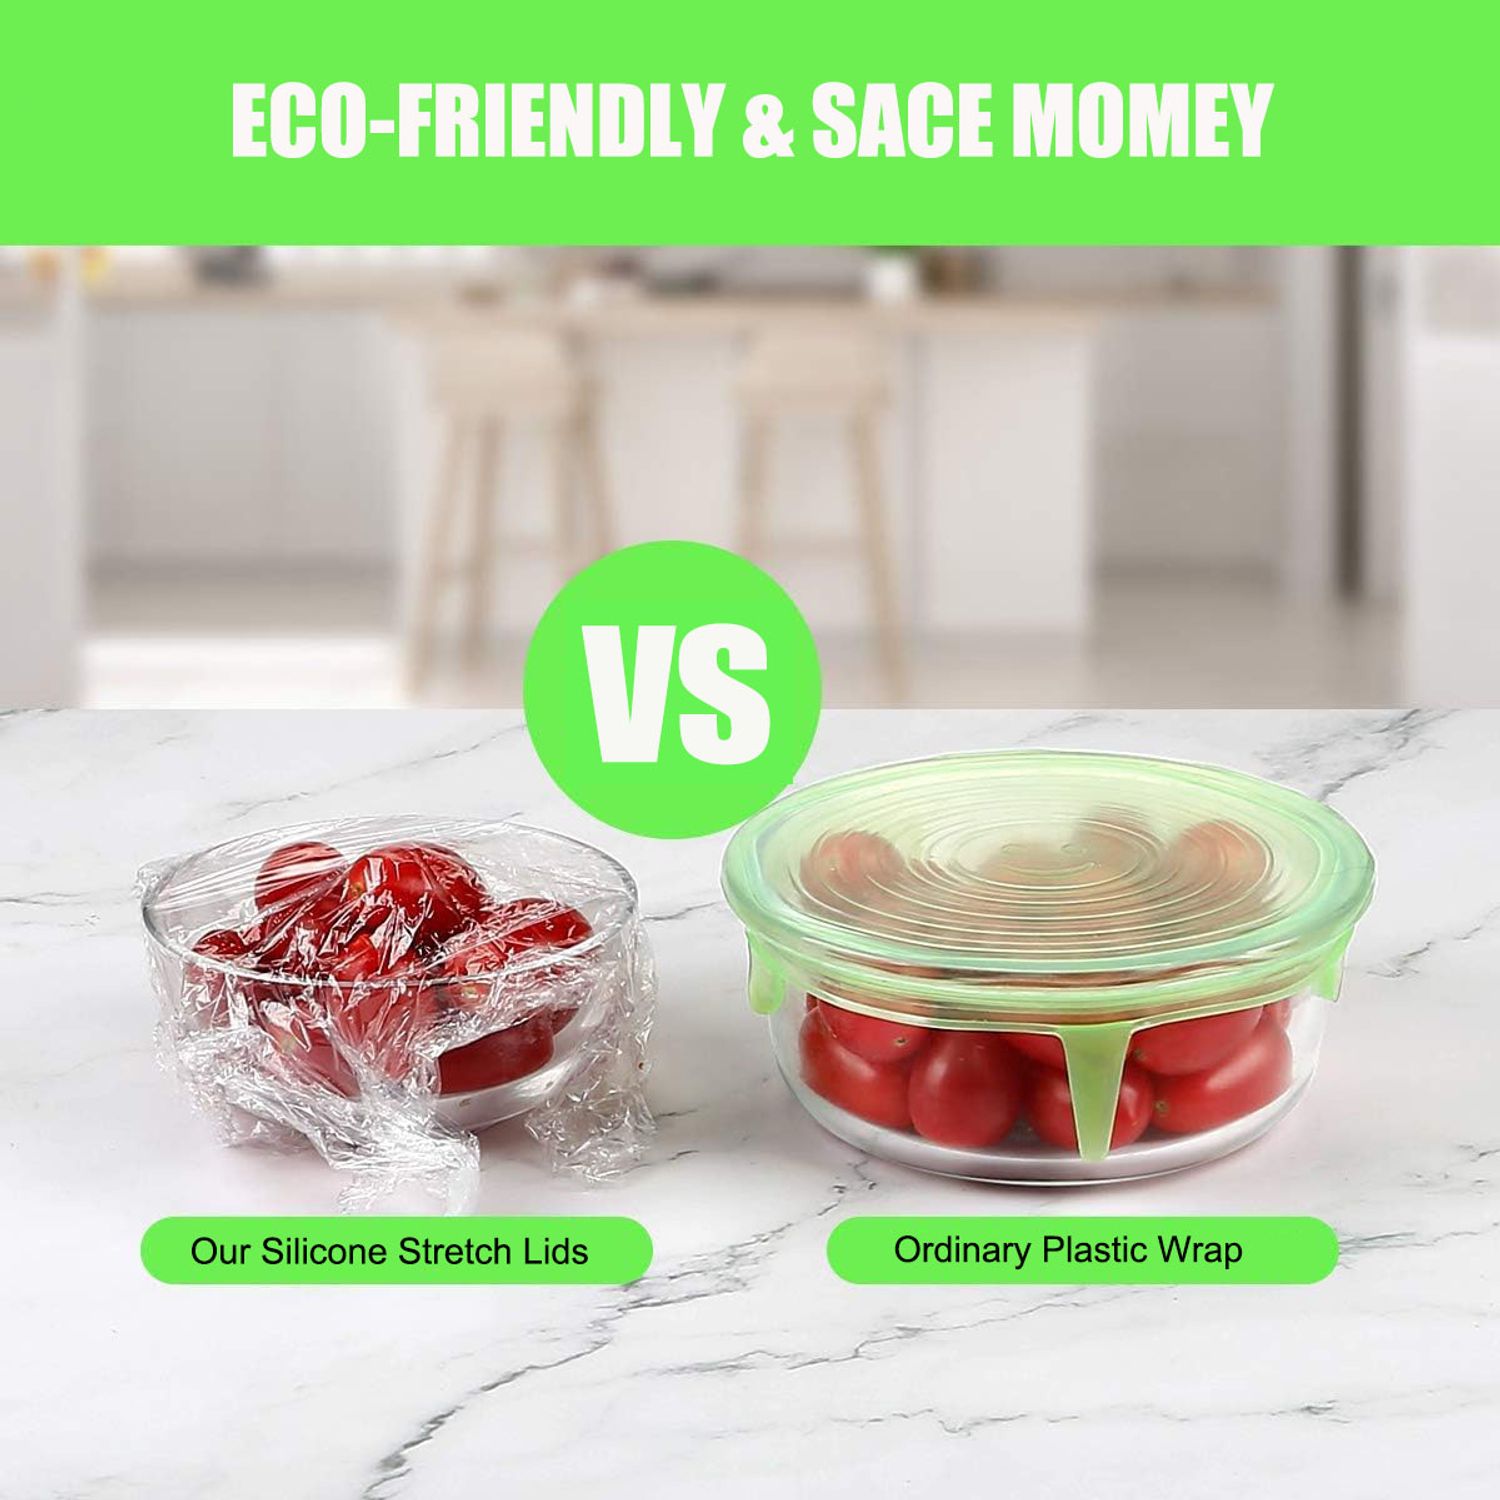 ECO-FRIENDLY & SACE MOMEY
VS
Our Silicone Stretch Lids
Ordinary Plastic Wrap